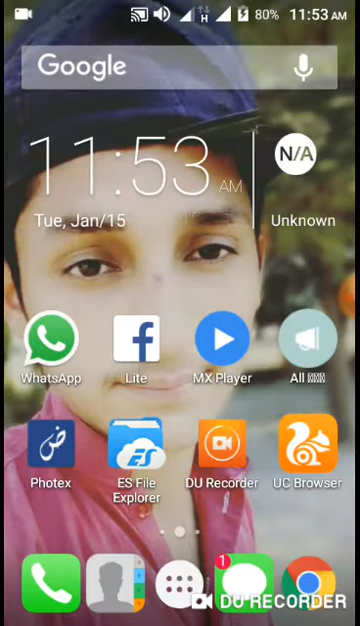 H 80% 11:53 AM
Google
11:53 AM
N/A
Tue, Jan/15
Unknown
WhatsApp
Lite
MX Player
All
ض
ES
Photex
ES File Explorer
DU Recorder
UC Browser
1
DU RECORDER